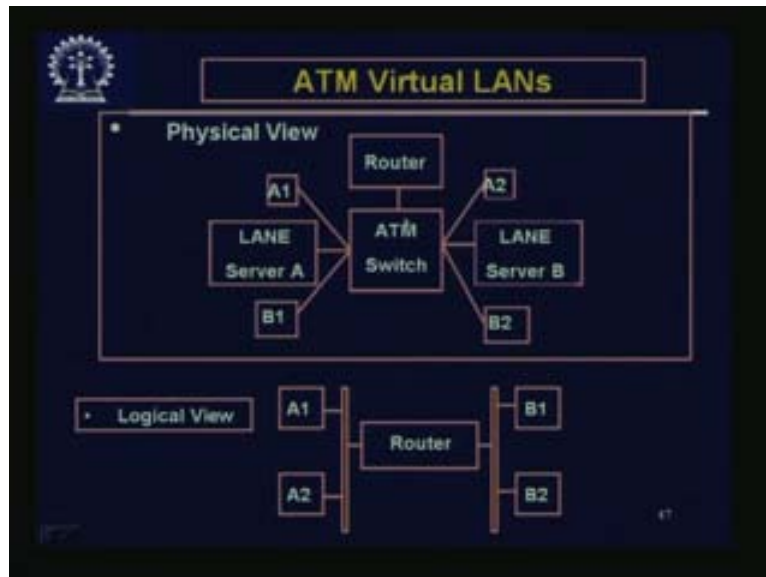 ATM Virtual LANs
• Physical View
Router
A1
A2
LANE
Server A
ATM
Switch
LANE
Server B
B1
B2
• Logical View
A1
B1
Router
A2
B2
47